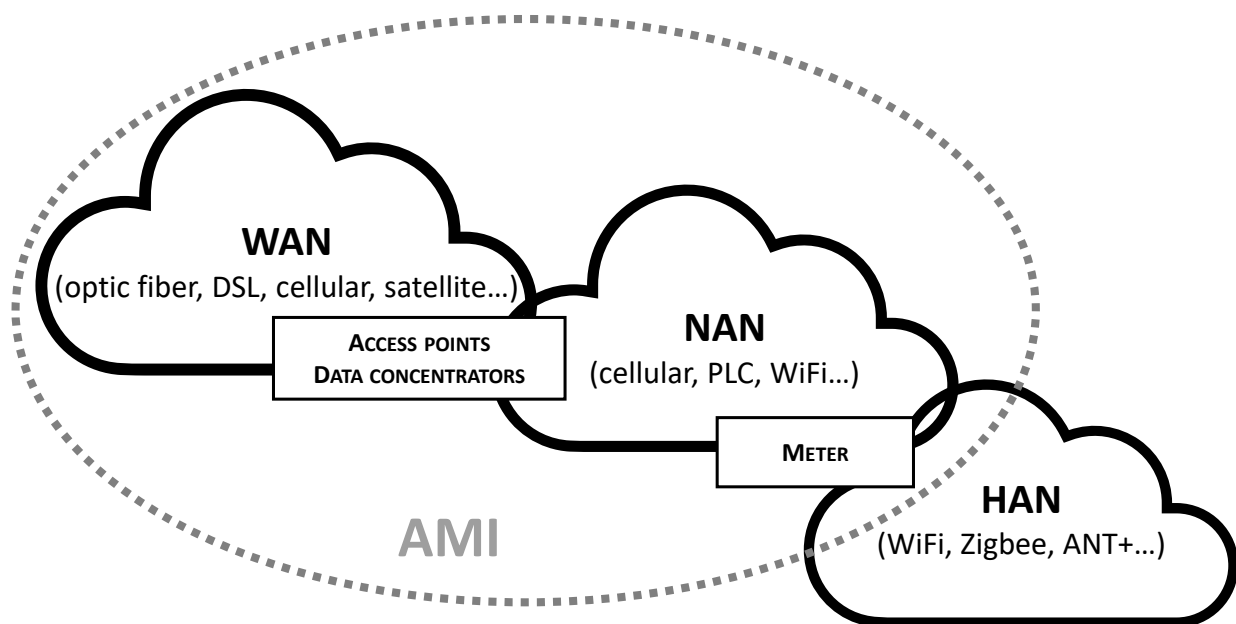 WAN
(optic fiber, DSL, cellular, satellite…)
ACCESS POINTS
DATA CONCENTRATORS
NAN
(cellular, PLC, WiFi…)
METER
HAN
(WiFi, Zigbee, ANT+…)
AMI